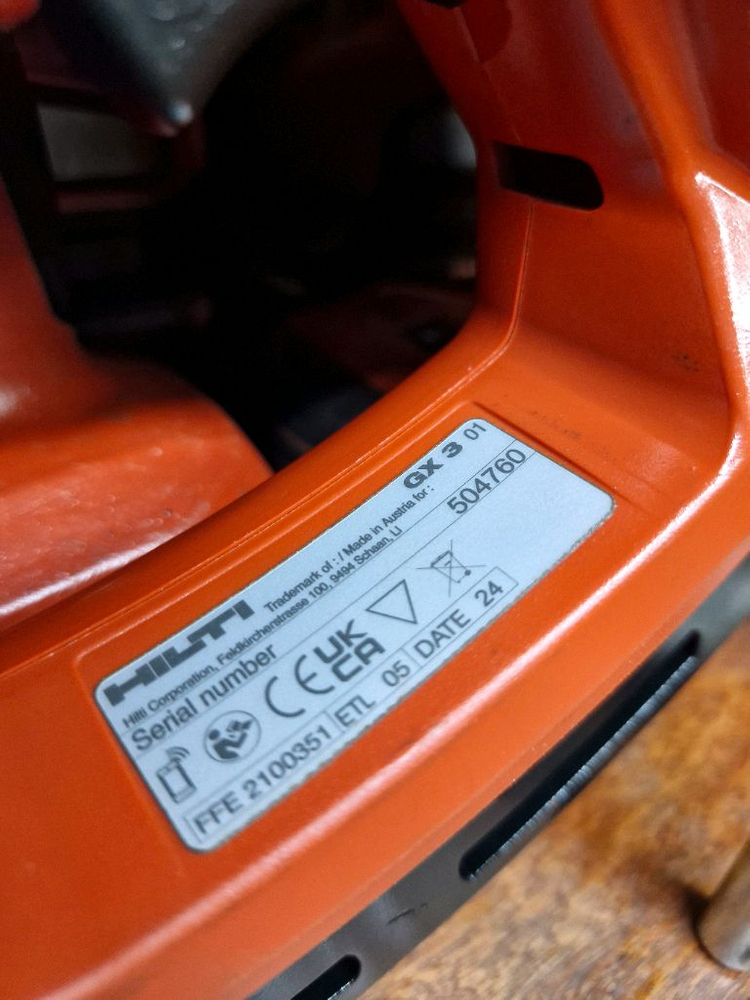 HILTI
GX 3 01
Trademark of : / Made in Austria for :
Hilti Corporation, Feldkircherstrasse 100, 9494 Schaan, LI
Serial number 504760
CE UK CA
FFE 2100351 ETL 05 DATE 24